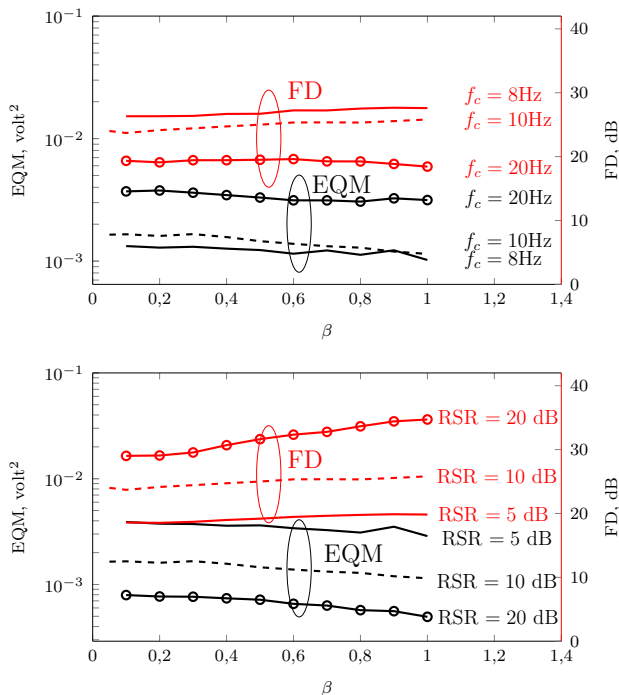 10⁻¹
10⁻²
10⁻³
EQM, volt²
40
30
20
10
0
FD, dB
FD
EQM
f_c = 8Hz
f_c = 10Hz
f_c = 20Hz
f_c = 20Hz
f_c = 10Hz
f_c = 8Hz
0 0,2 0,4 0,6 0,8 1 1,2 1,4
β
10⁻¹
10⁻²
10⁻³
EQM, volt²
40
30
20
10
0
FD, dB
RSR = 20 dB
FD
RSR = 10 dB
RSR = 5 dB
RSR = 5 dB
EQM
RSR = 10 dB
RSR = 20 dB
0 0,2 0,4 0,6 0,8 1 1,2 1,4
β